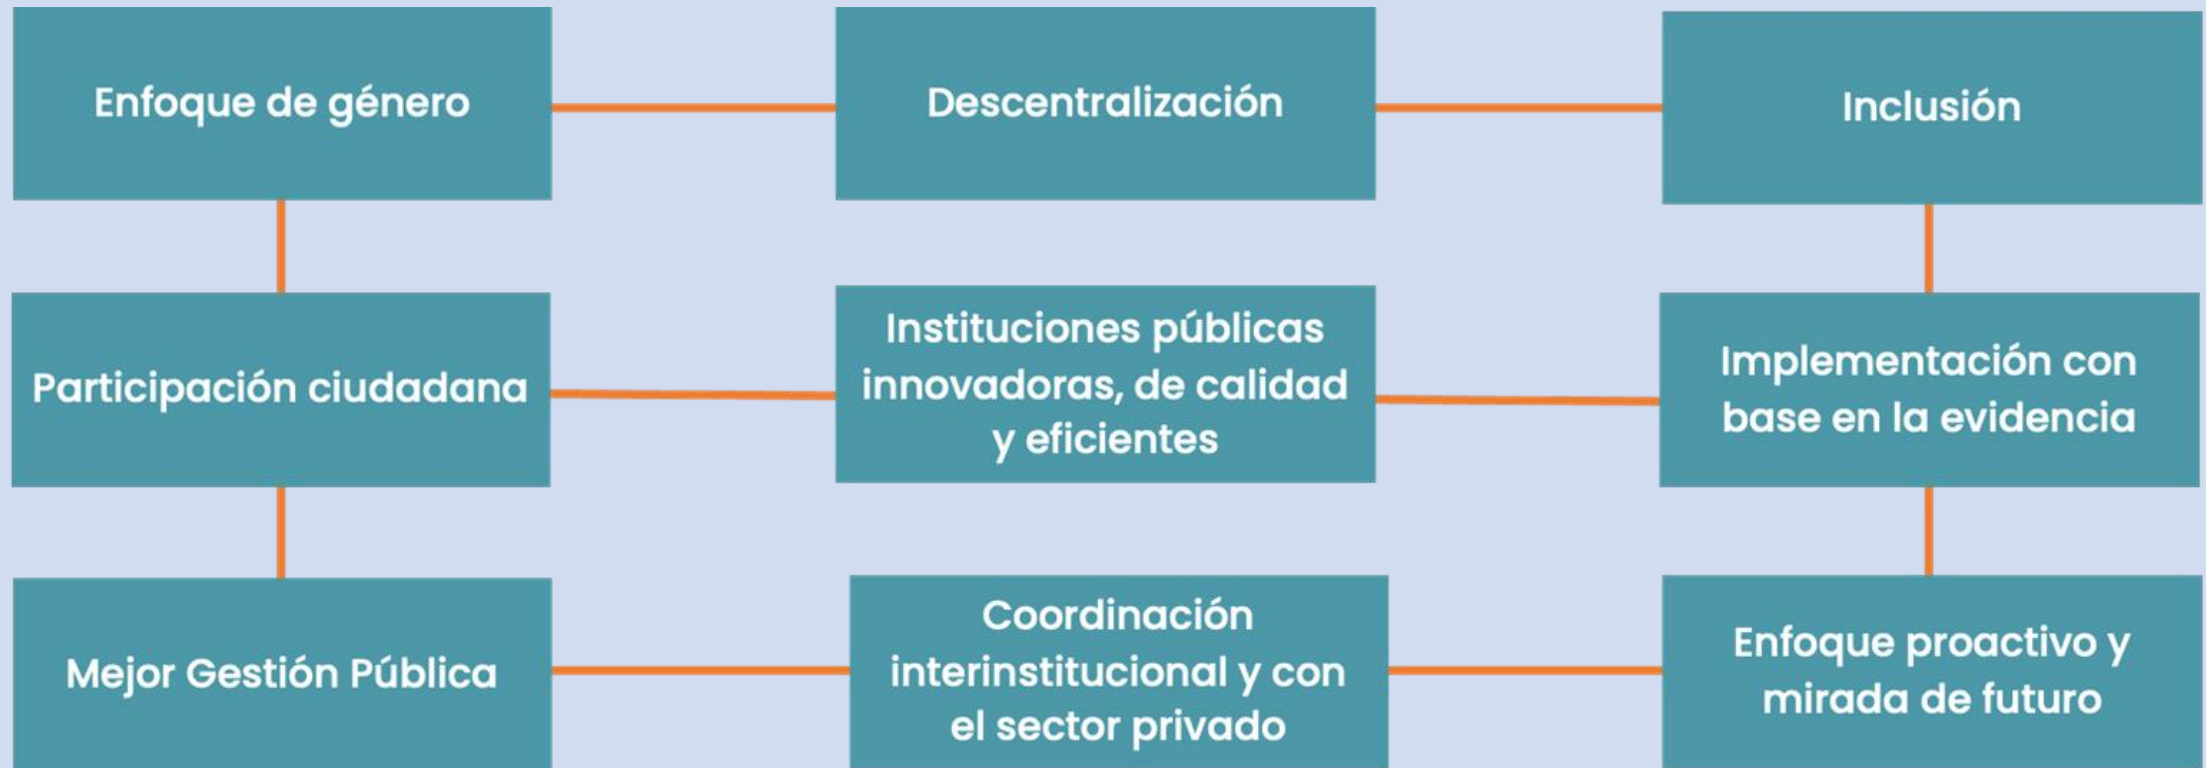 Enfoque de género
Descentralización
Inclusión
Participación ciudadana
Instituciones públicas
innovadoras, de calidad
y eficientes
Implementación con
base en la evidencia
Mejor Gestión Pública
Coordinación
interinstitucional y con
el sector privado
Enfoque proactivo y
mirada de futuro